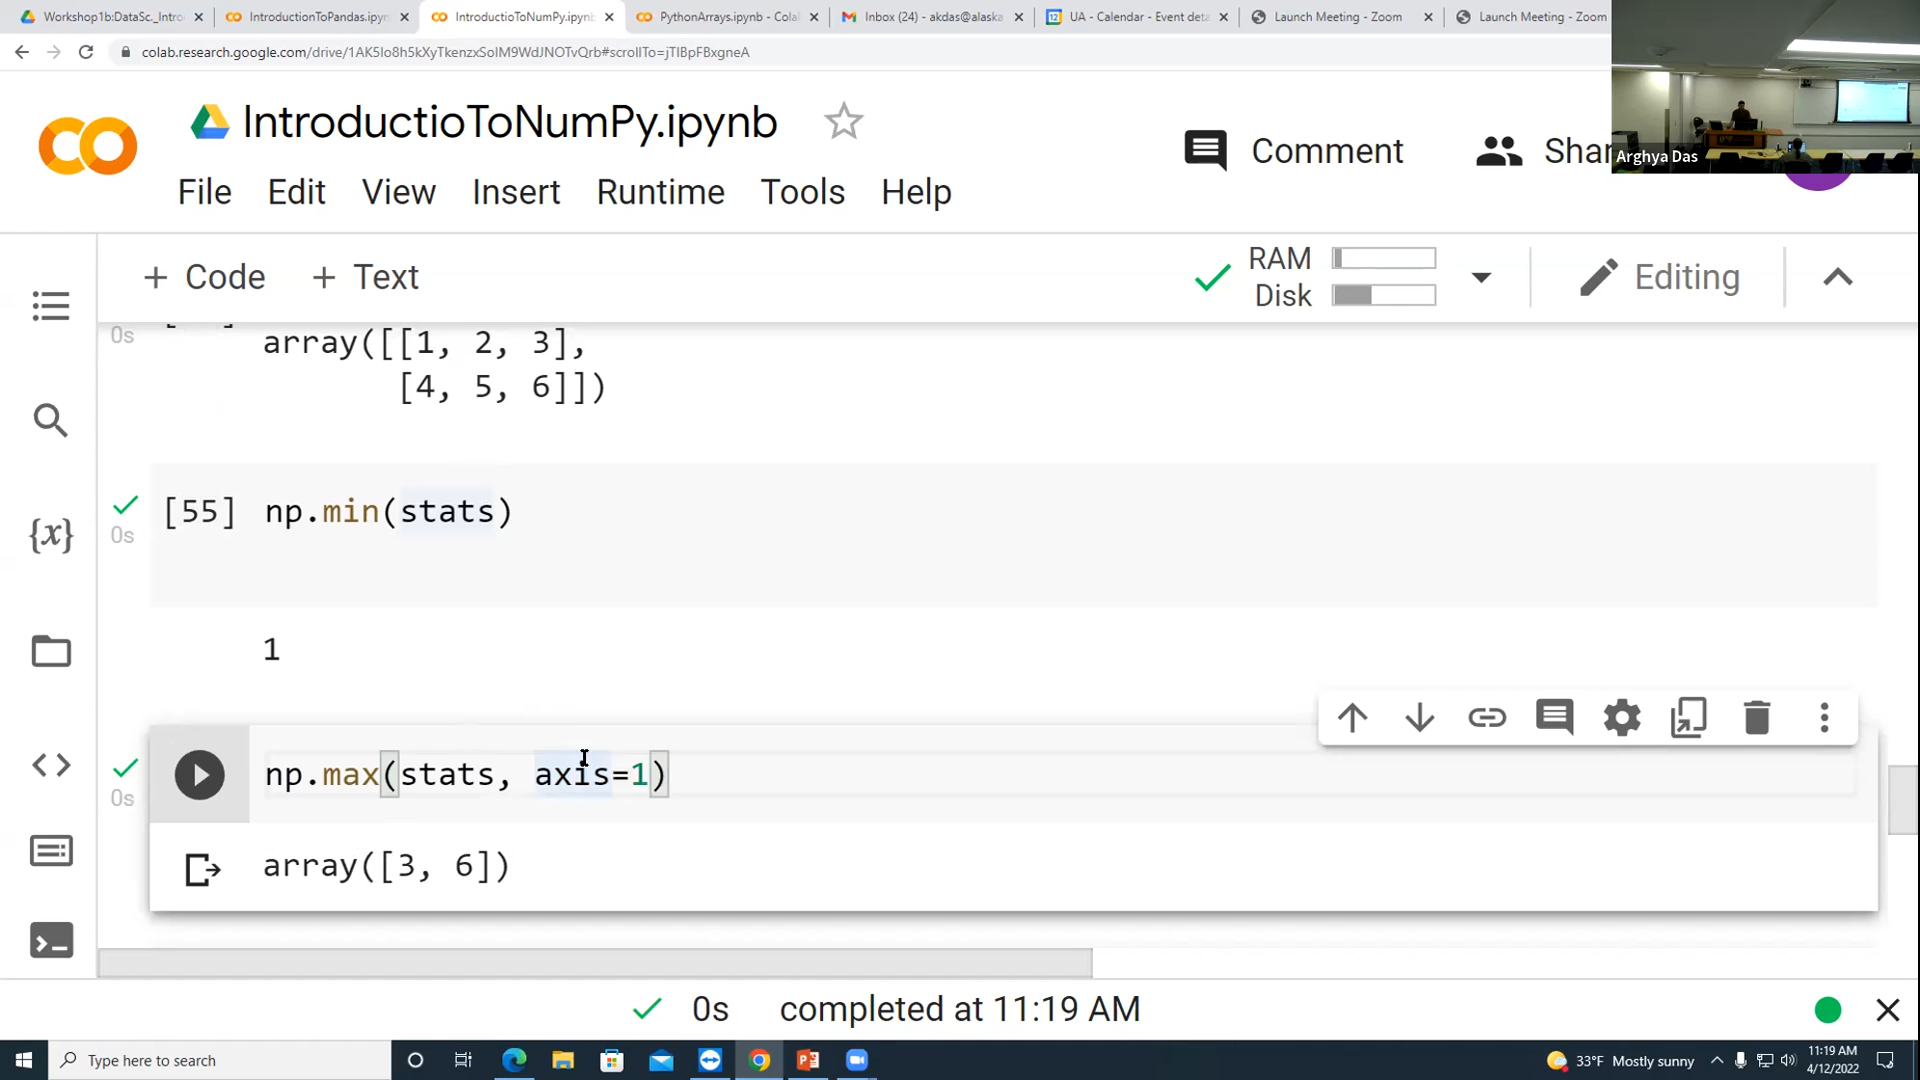 Workshop1b:DataSc._Intro
IntroductionToPandas.ipyn
IntroductioToNumPy.ipynb
PythonArrays.ipynb - Cola
Inbox (24) - akdas@alaska
UA - Calendar - Event deta
Launch Meeting - Zoom
Launch Meeting - Zoom
colab.research.google.com/drive/1AK5Io8h5kXyTkenzxSolM9WdJNOTvQrb#scrollTo=jTIBpFBxgneA
IntroductioToNumPy.ipynb
Comment
Shar
Arghya Das
File Edit View Insert Runtime Tools Help
+ Code + Text
RAM
Disk
Editing
0s
array([[1, 2, 3],
[4, 5, 6]])
[55] np.min(stats)
0s
1
np.max(stats, axis=1)
0s
array([3, 6])
0s completed at 11:19 AM
Type here to search
33°F Mostly sunny
11:19 AM
4/12/2022